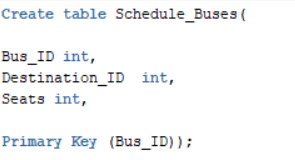 Create table Schedule_Buses(
Bus_ID int,
Destination_ID int,
Seats int,
Primary Key (Bus_ID));